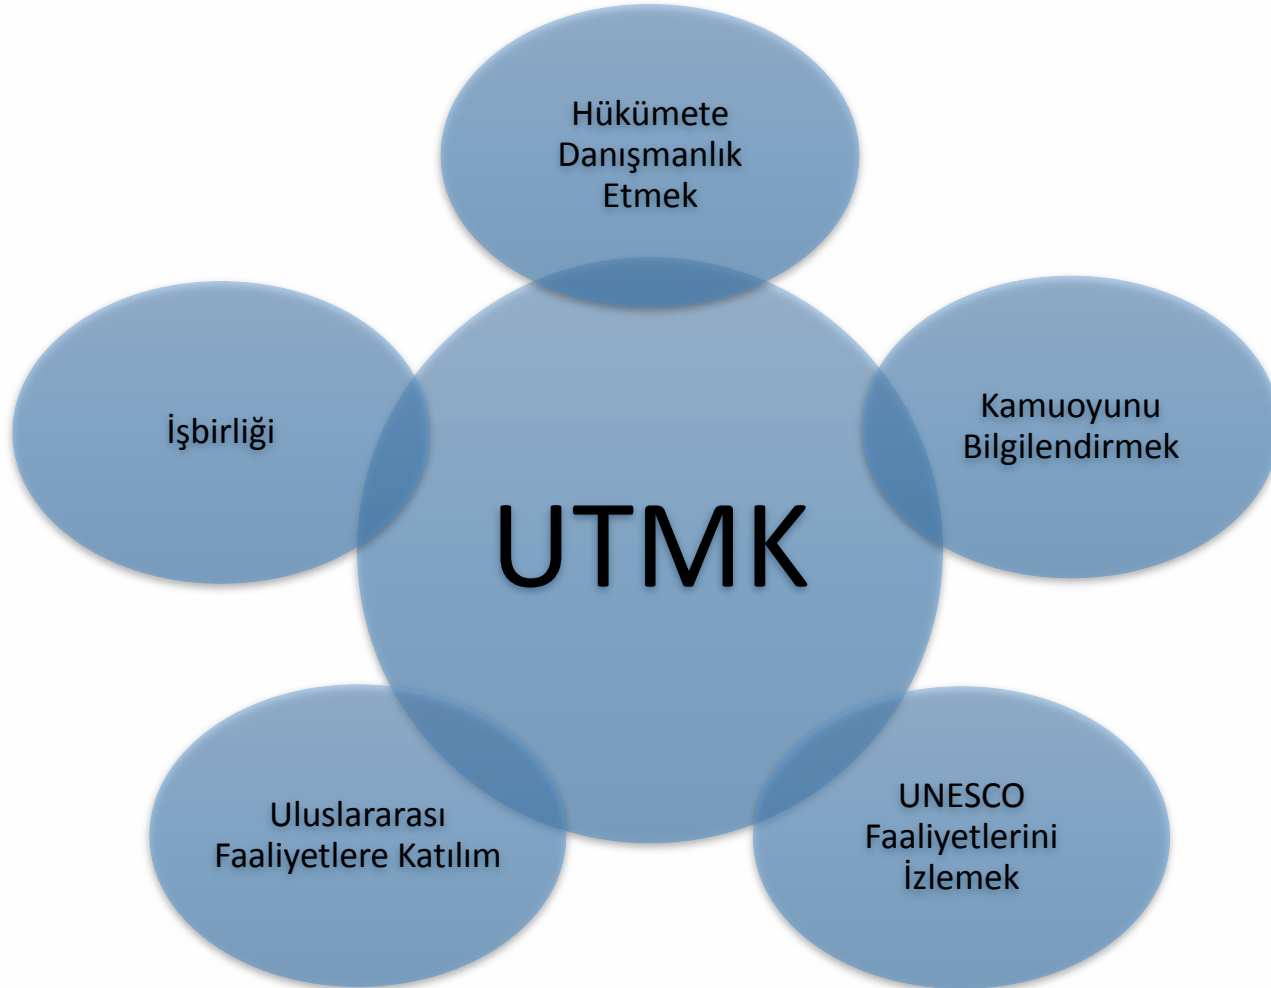 Hükümete
Danışmanlık
Etmek
Kamuoyunu
Bilgilendirmek
İşbirliği
UTMK
UNESCO
Faaliyetlerini
İzlemek
Uluslararası
Faaliyetlere Katılım